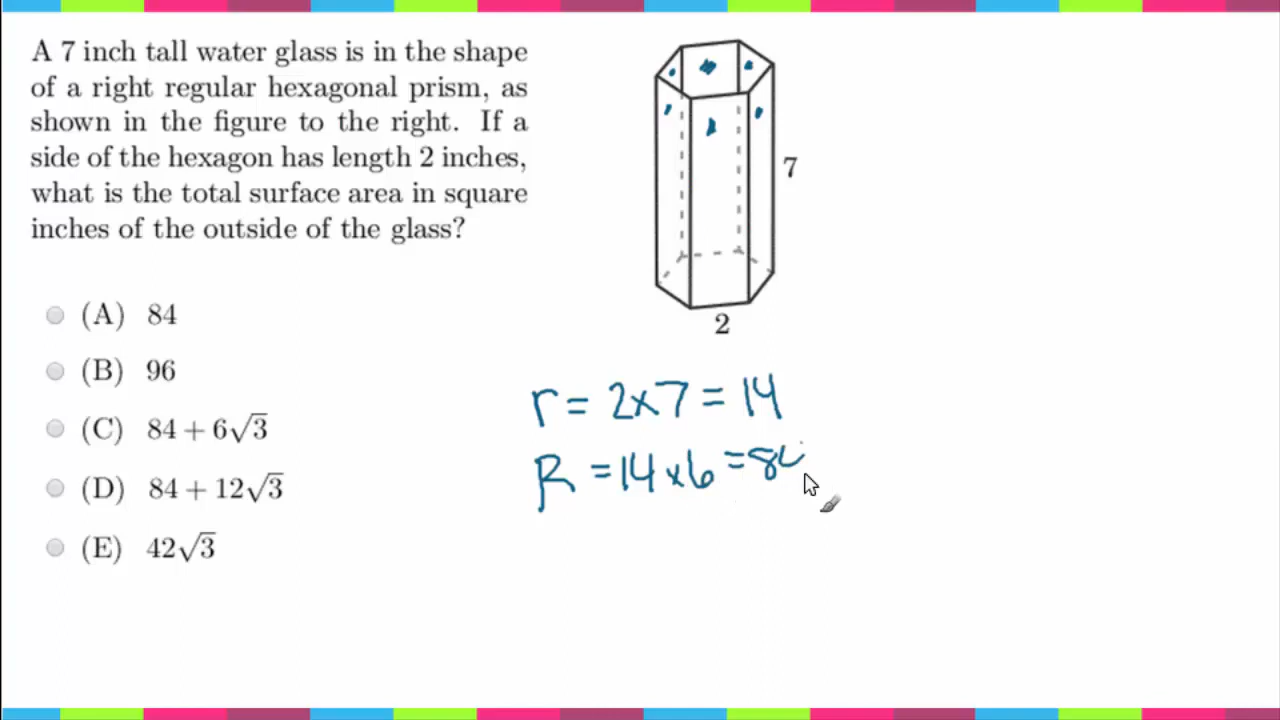 A 7 inch tall water glass is in the shape
of a right regular hexagonal prism, as
shown in the figure to the right. If a
side of the hexagon has length 2 inches,
what is the total surface area in square
inches of the outside of the glass?
7
2
(A) 84
(B) 96
(C) 84 + 6√3
(D) 84 + 12√3
(E) 42√3
r = 2x7 = 14
R = 14 x 6 = 84